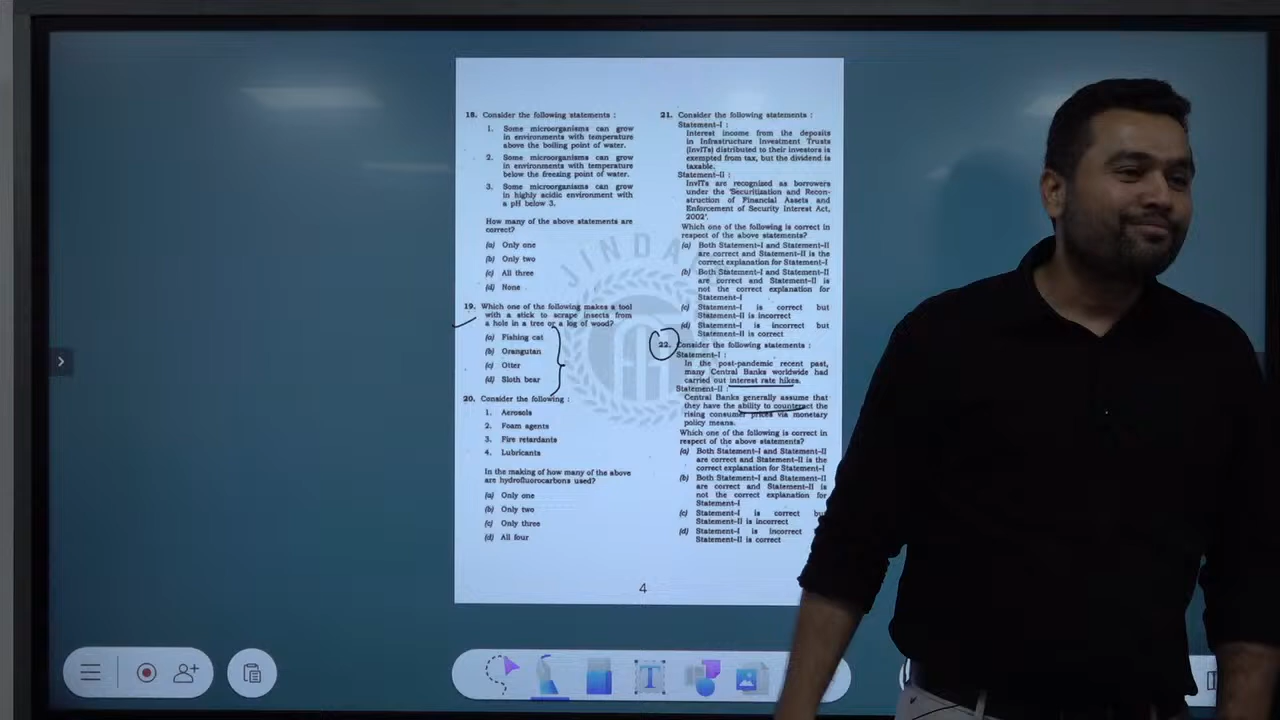 18. Consider the following statements :
1. Some microorganisms can grow
in environments with temperature
above the boiling point of water.
2. Some microorganisms can grow
in environments with temperature
below the freezing point of water.
3. Some microorganisms can grow
in highly acidic environment with
a pH below 3.
How many of the above statements are
correct?
(a) Only one
(b) Only two
(c) All three
(d) None
19. Which one of the following makes a tool
with a stick to scrape insects from
a hole in a tree or a log of wood?
(a) Fishing cat
(b) Orangutan
(c) Otter
(d) Sloth bear
20. Consider the following :
1. Aerosols
2. Foam agents
3. Fire retardants
4. Lubricants
In the making of how many of the above
are hydrofluorocarbons used?
(a) Only one
(b) Only two
(c) Only three
(d) All four
21. Consider the following statements :
Statement-I :
Interest income from the deposits
in Infrastructure Investment Trusts
(InvITs) distributed to their investors is
exempted from tax, but the dividend is
taxable.
Statement-II :
InvITs are recognized as borrowers
under the 'Securitization and Recon-
struction of Financial Assets and
Enforcement of Security Interest Act,
2002'.
Which one of the following is correct in
respect of the above statements?
(a) Both Statement-I and Statement-II
are correct and Statement-II is the
correct explanation for Statement-I
(b) Both Statement-I and Statement-II
are correct and Statement-II is
not the correct explanation for
Statement-I
(c) Statement-I is correct but
Statement-II is incorrect
(d) Statement-I is incorrect but
Statement-II is correct
22. Consider the following statements :
Statement-I :
In the post-pandemic recent past,
many Central Banks worldwide had
carried out interest rate hikes.
Statement-II :
Central Banks generally assume that
they have the ability to counteract the
rising consumer prices via monetary
policy means.
Which one of the following is correct in
respect of the above statements?
(a) Both Statement-I and Statement-II
are correct and Statement-II is the
correct explanation for Statement-I
(b) Both Statement-I and Statement-II
are correct and Statement-II is
not the correct explanation for
Statement-I
(c) Statement-I is correct
Statement-II is incorrect
(d) Statement-I is incorrect
Statement-II is correct
4
T